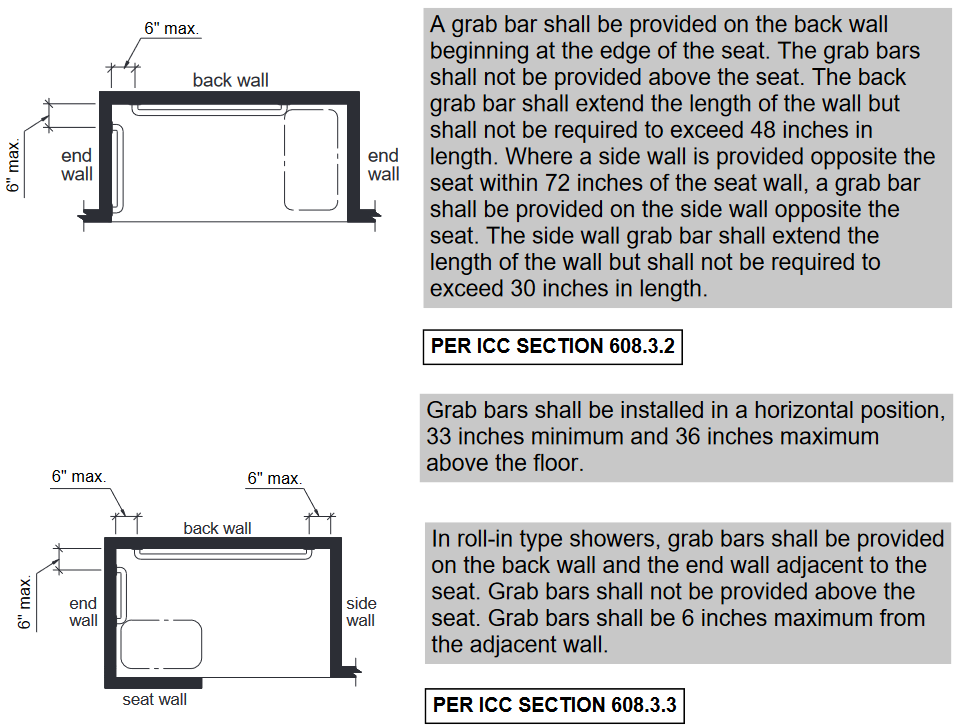 6" max.
back wall
6" max.
end
wall
end
wall
A grab bar shall be provided on the back wall
beginning at the edge of the seat. The grab bars
shall not be provided above the seat. The back
grab bar shall extend the length of the wall but
shall not be required to exceed 48 inches in
length. Where a side wall is provided opposite the
seat within 72 inches of the seat wall, a grab bar
shall be provided on the side wall opposite the
seat. The side wall grab bar shall extend the
length of the wall but shall not be required to
exceed 30 inches in length.
PER ICC SECTION 608.3.2
Grab bars shall be installed in a horizontal position,
33 inches minimum and 36 inches maximum
above the floor.
6" max.
6" max.
back wall
6" max.
end
wall
side
wall
seat wall
In roll-in type showers, grab bars shall be provided
on the back wall and the end wall adjacent to the
seat. Grab bars shall not be provided above the
seat. Grab bars shall be 6 inches maximum from
the adjacent wall.
PER ICC SECTION 608.3.3